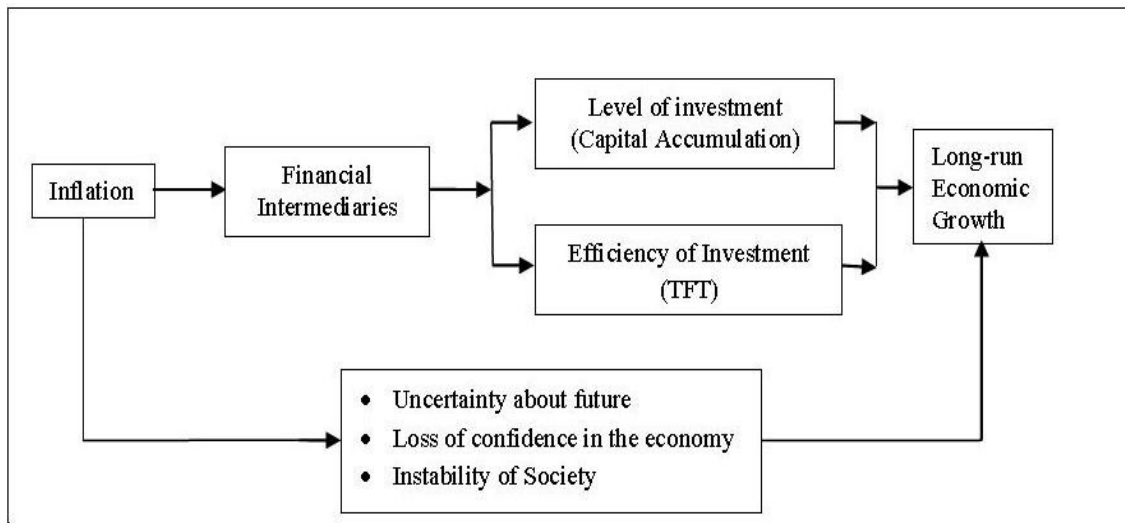 Inflation
Financial
Intermediaries
Level of investment
(Capital Accumulation)
Efficiency of Investment
(TFT)
Long-run
Economic
Growth
• Uncertainty about future
• Loss of confidence in the economy
• Instability of Society